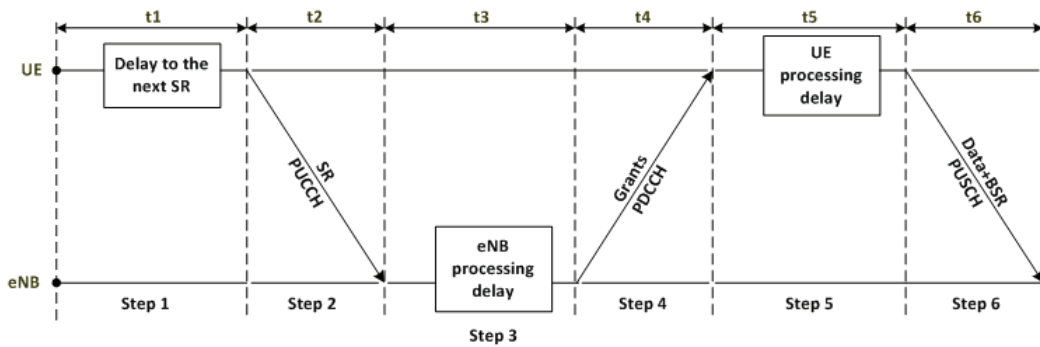 t1 t2 t3 t4 t5 t6
UE
Delay to the
next SR
UE
processing
delay
SR
PUCCH
Grants
PDCCH
Data+BSR
PUSCH
eNB
eNB
processing
delay
Step 1 Step 2 Step 4 Step 5 Step 6
Step 3